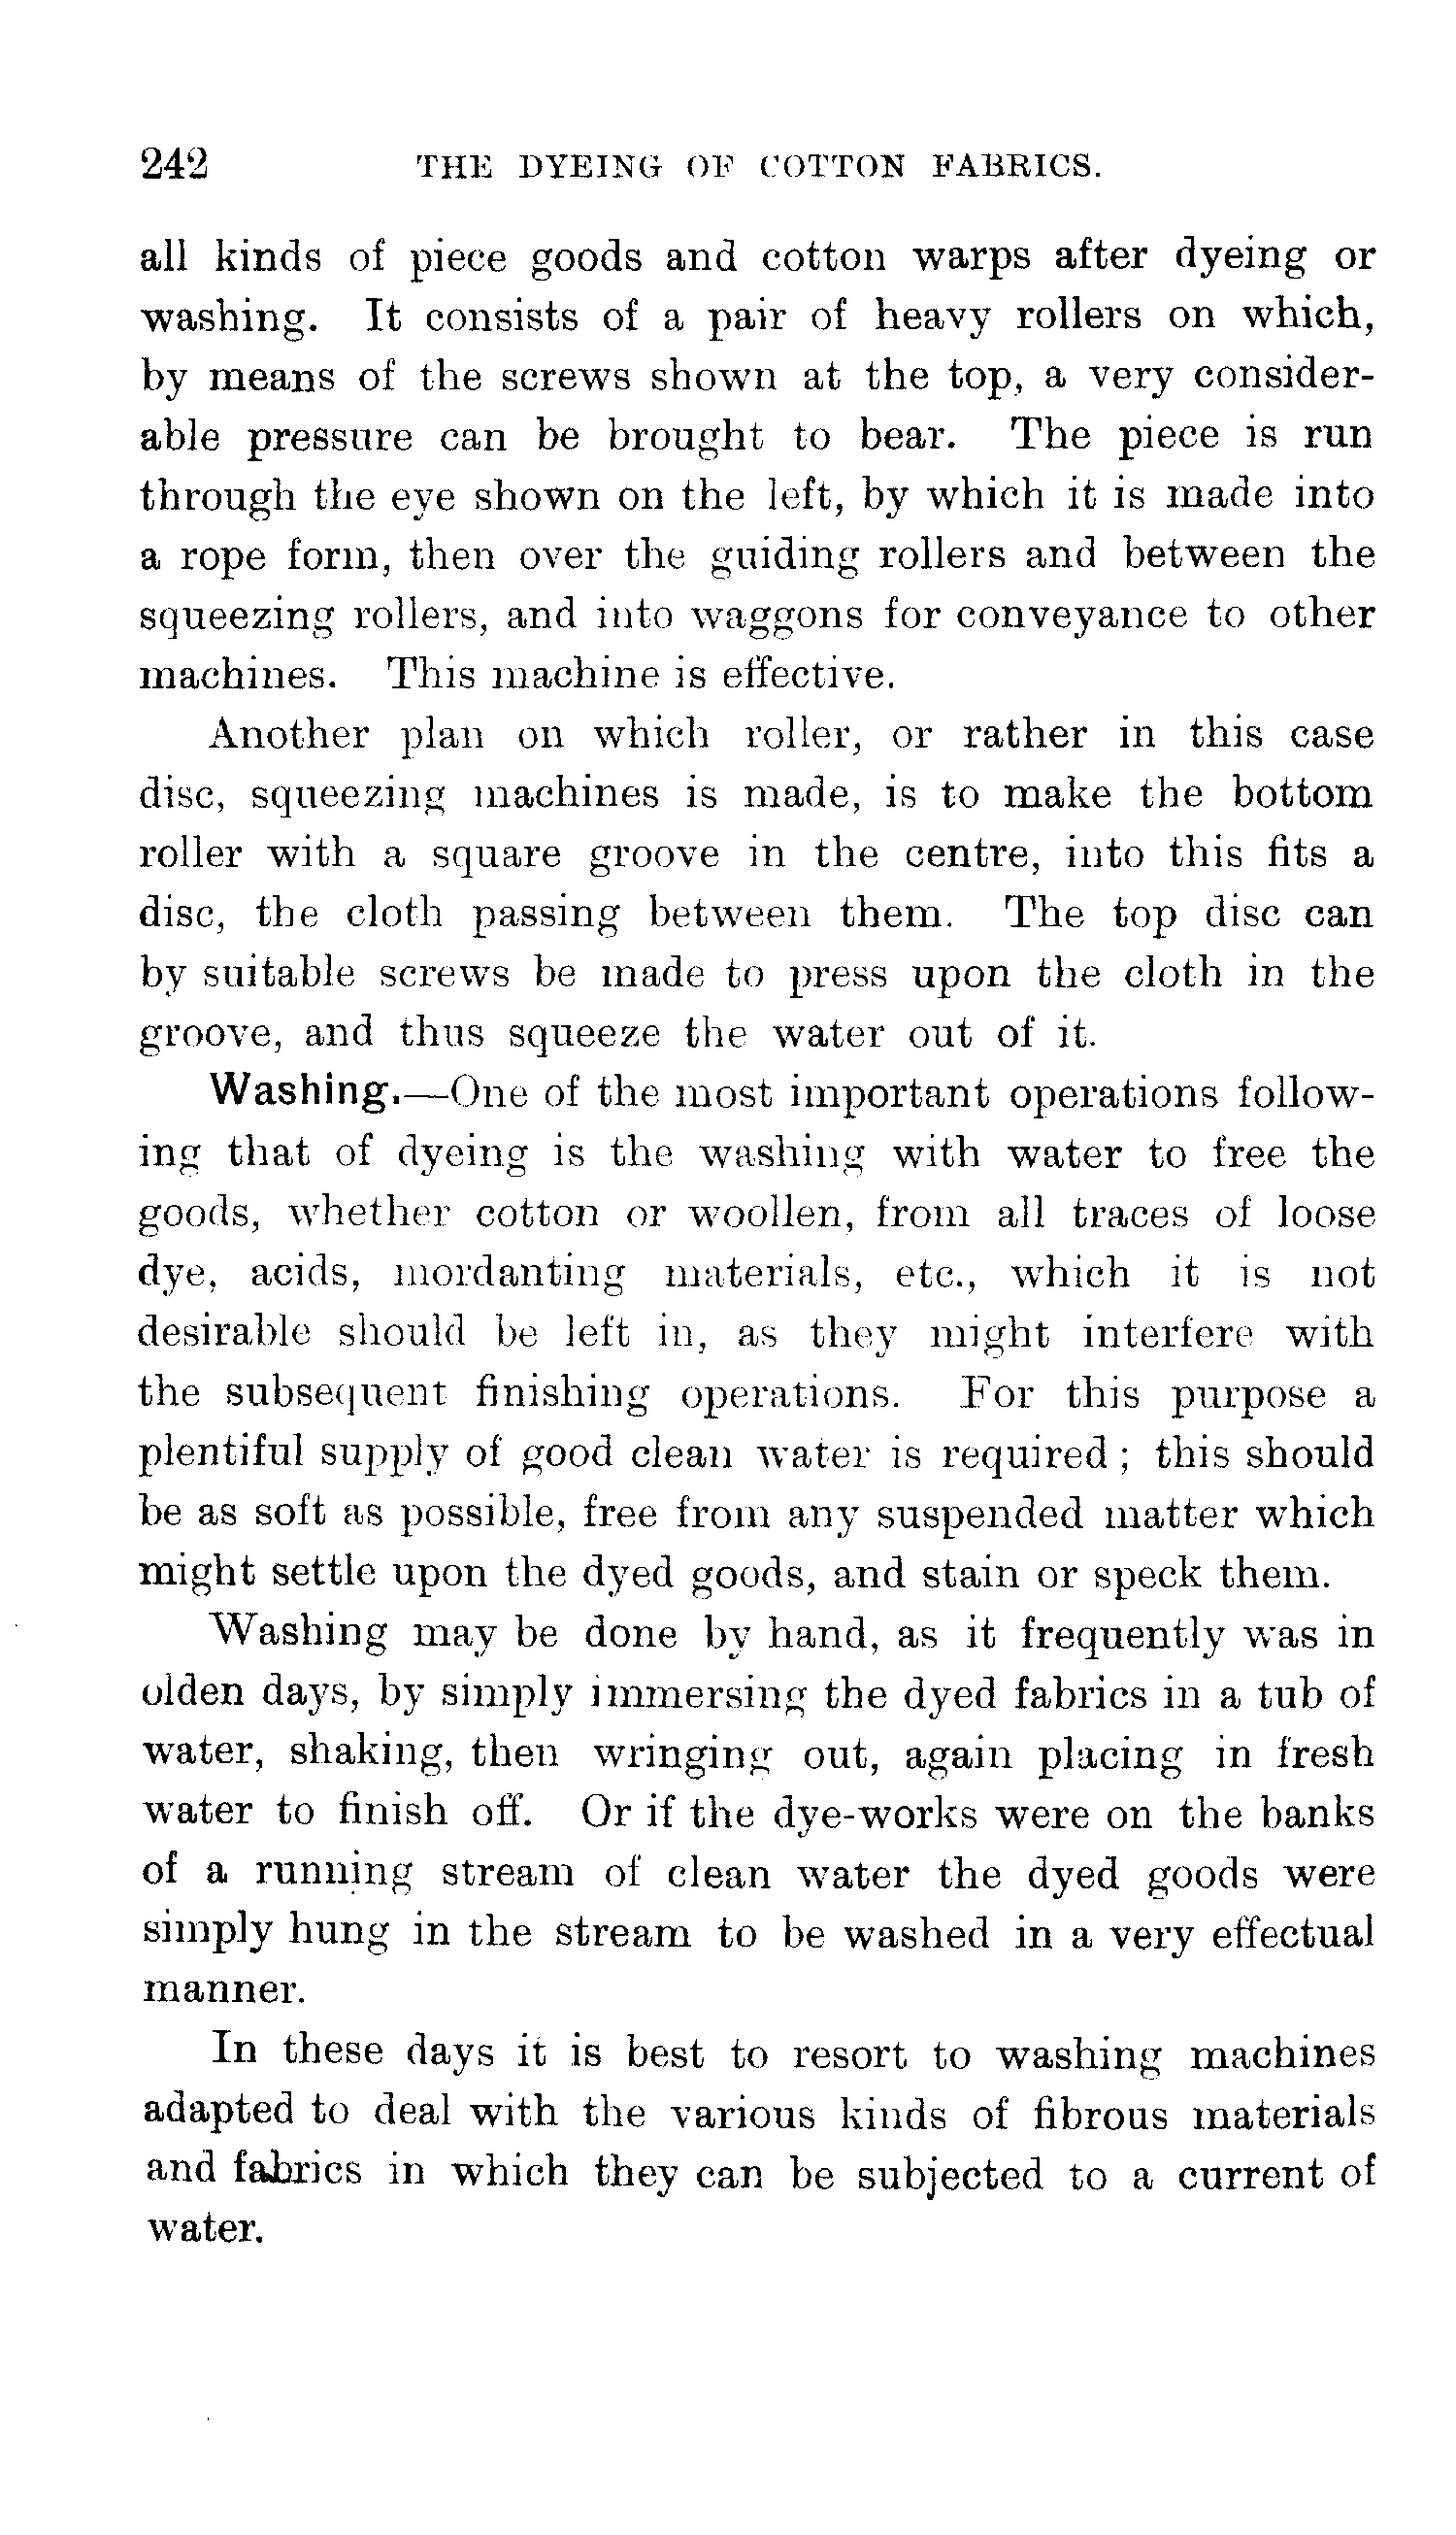 242 THE DYEING OF COTTON FABRICS.
all kinds of piece goods and cotton warps after dyeing or
washing. It consists of a pair of heavy rollers on which,
by means of the screws shown at the top, a very consider-
able pressure can be brought to bear. The piece is run
through the eye shown on the left, by which it is made into
a rope form, then over the guiding rollers and between the
squeezing rollers, and into waggons for conveyance to other
machines. This machine is effective.
Another plan on which roller, or rather in this case
disc, squeezing machines is made, is to make the bottom
roller with a square groove in the centre, into this fits a
disc, the cloth passing between them. The top disc can
by suitable screws be made to press upon the cloth in the
groove, and thus squeeze the water out of it.
Washing.—One of the most important operations follow-
ing that of dyeing is the washing with water to free the
goods, whether cotton or woollen, from all traces of loose
dye, acids, mordanting materials, etc., which it is not
desirable should be left in, as they might interfere with
the subsequent finishing operations. For this purpose a
plentiful supply of good clean water is required ; this should
be as soft as possible, free from any suspended matter which
might settle upon the dyed goods, and stain or speck them.
Washing may be done by hand, as it frequently was in
olden days, by simply immersing the dyed fabrics in a tub of
water, shaking, then wringing out, again placing in fresh
water to finish off. Or if the dye-works were on the banks
of a running stream of clean water the dyed goods were
simply hung in the stream to be washed in a very effectual
manner.
In these days it is best to resort to washing machines
adapted to deal with the various kinds of fibrous materials
and fabrics in which they can be subjected to a current of
water.